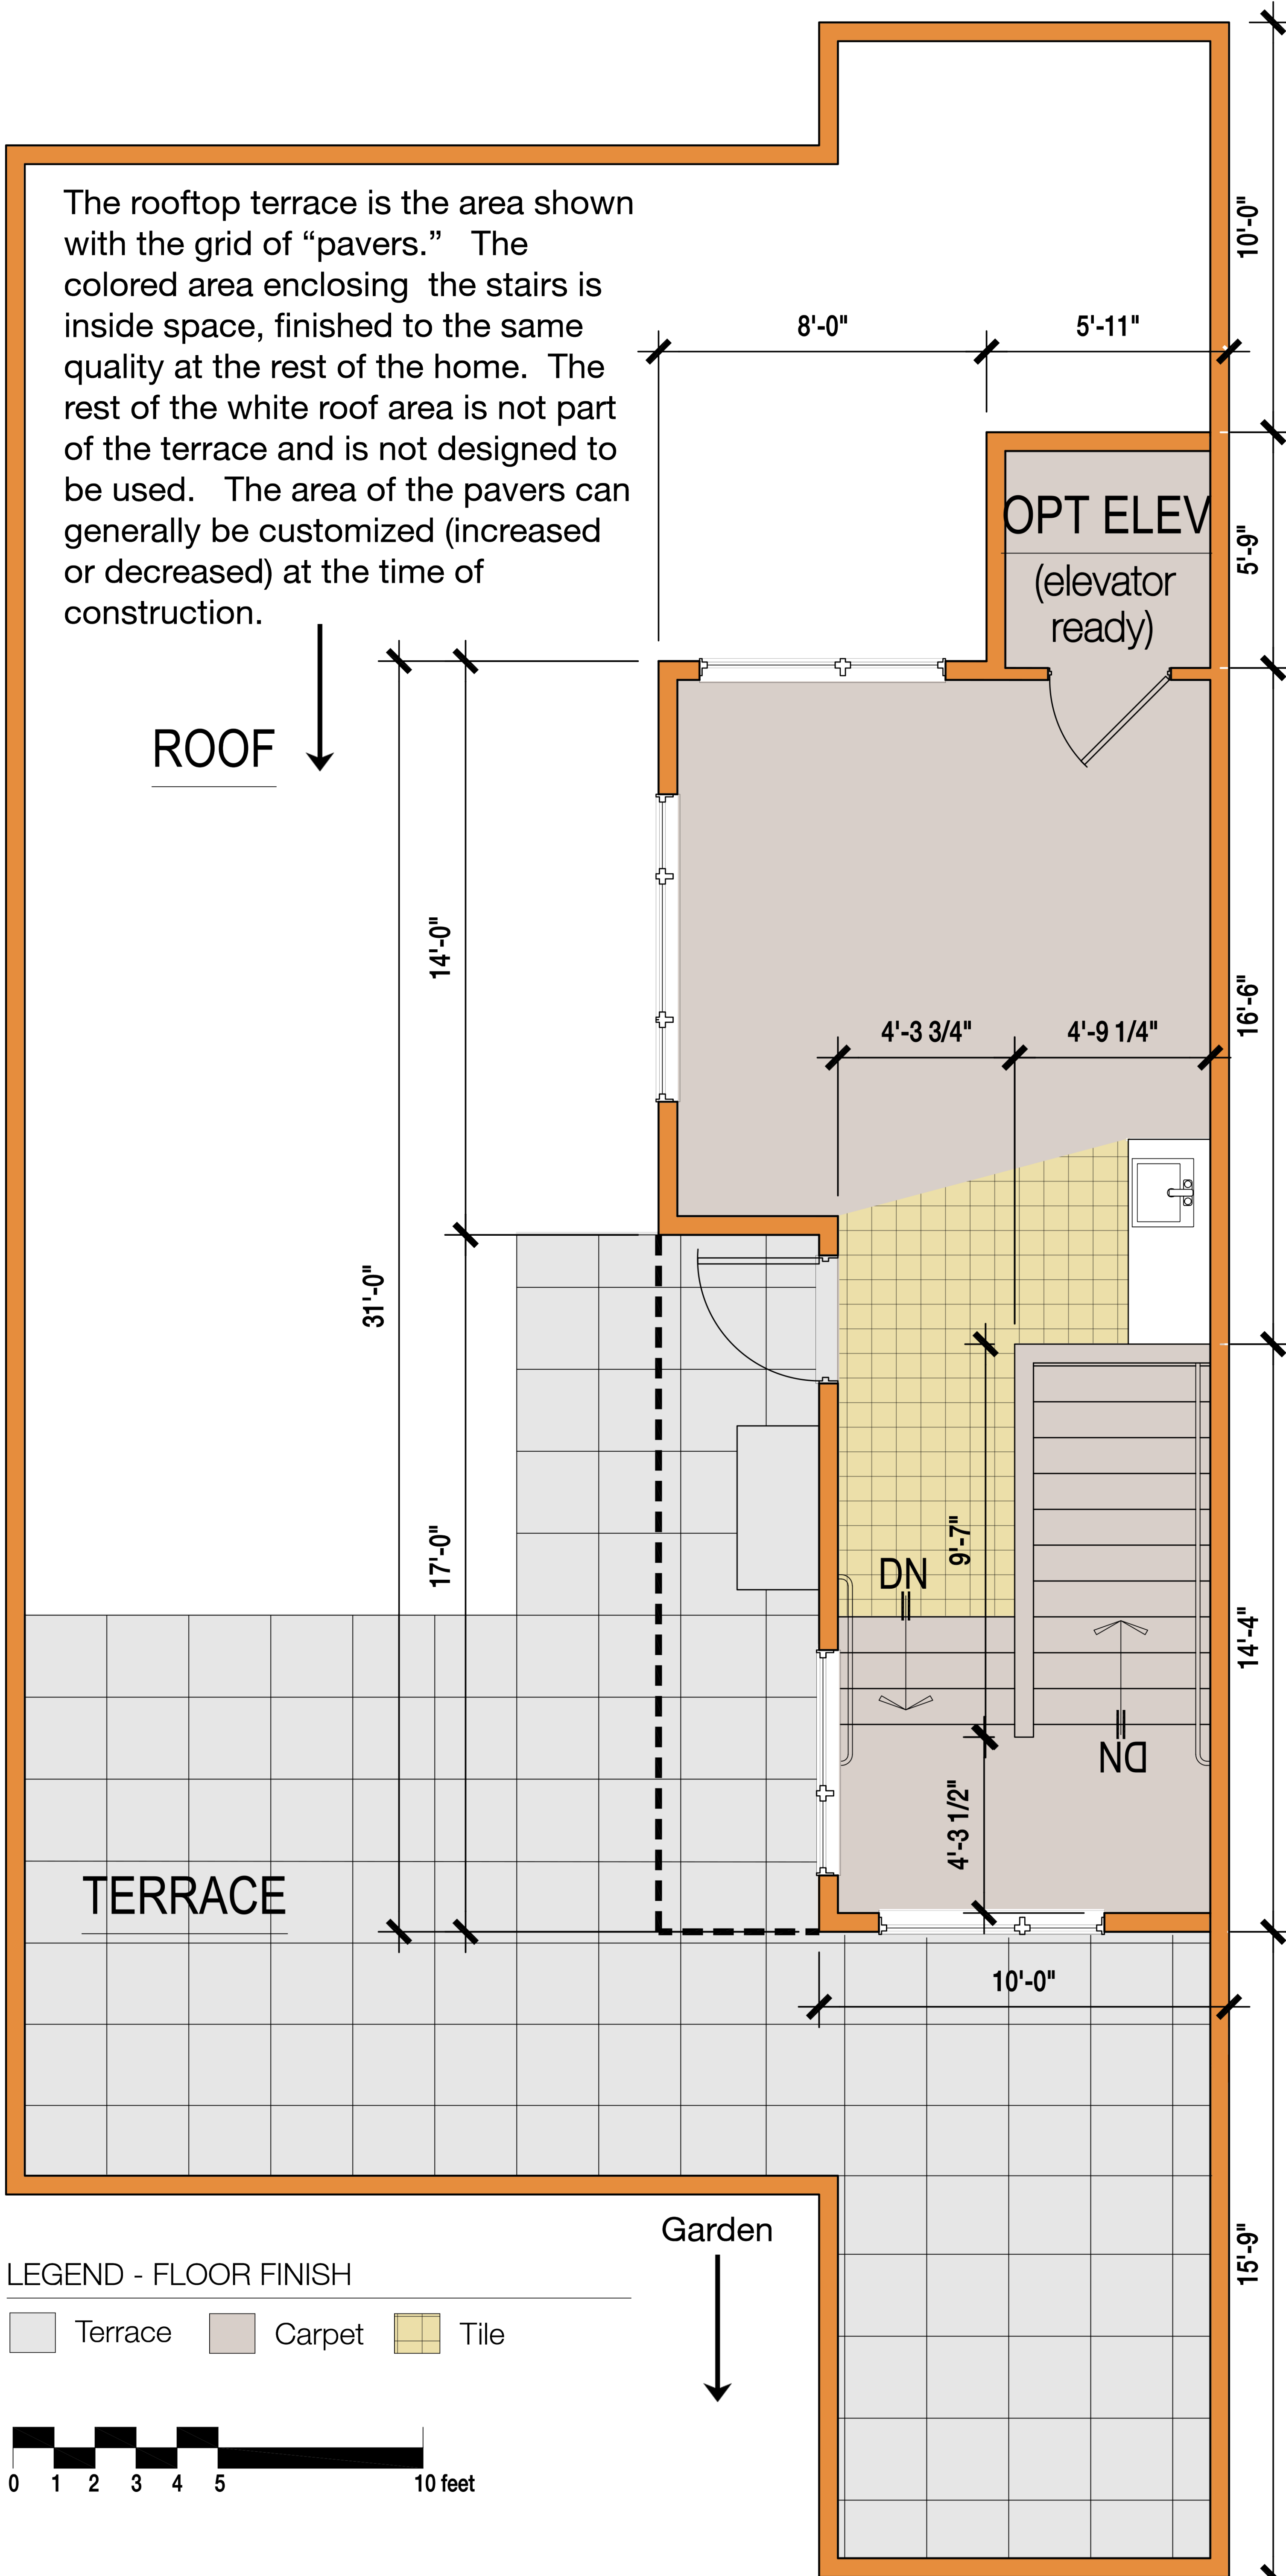 The rooftop terrace is the area shown
with the grid of “pavers.”   The
colored area enclosing  the stairs is
inside space, finished to the same
quality at the rest of the home.  The
rest of the white roof area is not part
of the terrace and is not designed to
be used.   The area of the pavers can
generally be customized (increased
or decreased) at the time of
construction.
10'-0"
8'-0"
5'-11"
OPT ELEV
(elevator
ready)
5'-9"
ROOF
14'-0"
16'-6"
4'-3 3/4"
4'-9 1/4"
31'-0"
17'-0"
9'-7"
DN
14'-4"
DN
4'-3 1/2"
TERRACE
10'-0"
Garden
15'-9"
LEGEND - FLOOR FINISH
Terrace
Carpet
Tile
0 1 2 3 4 5 10 feet